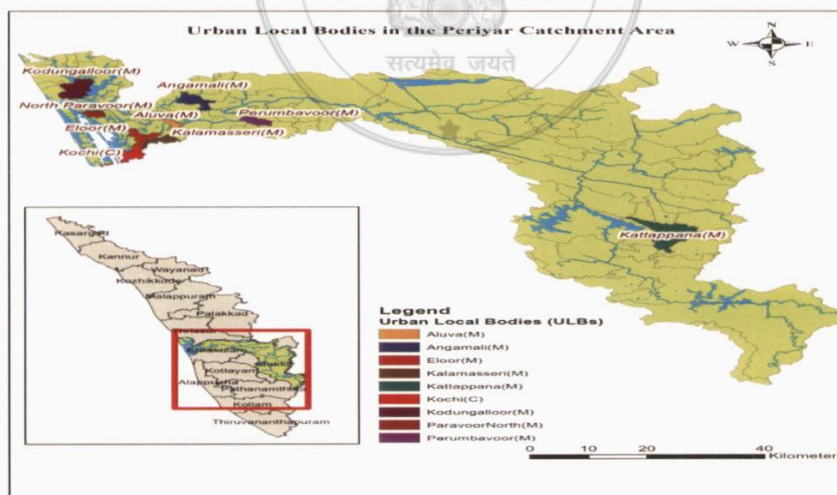 Urban Local Bodies in the Periyar Catchment Area
सत्यमेव जयते
N
W E
S
Kodungalloor(M)
Angamali(M)
North Paravoor(M)
Aluva(M)
Perumbavoor(M)
Eloor(M)
Kalamasseri(M)
Kochi(C)
Kattappana(M)
Kannur
Wayanad
Kozhikkode
Malappuram
Palakkad
Ernakulam
Kottayam
Alappuzha
Pathanamthitta
Kollam
Thiruvananthapuram
Legend
Urban Local Bodies (ULBs)
Aluva(M)
Angamali(M)
Eloor(M)
Kalamasseri(M)
Kattappana(M)
Kochi(C)
Kodungalloor(M)
ParavoorNorth(M)
Perumbavoor(M)
0 10 20 40
Kilometer